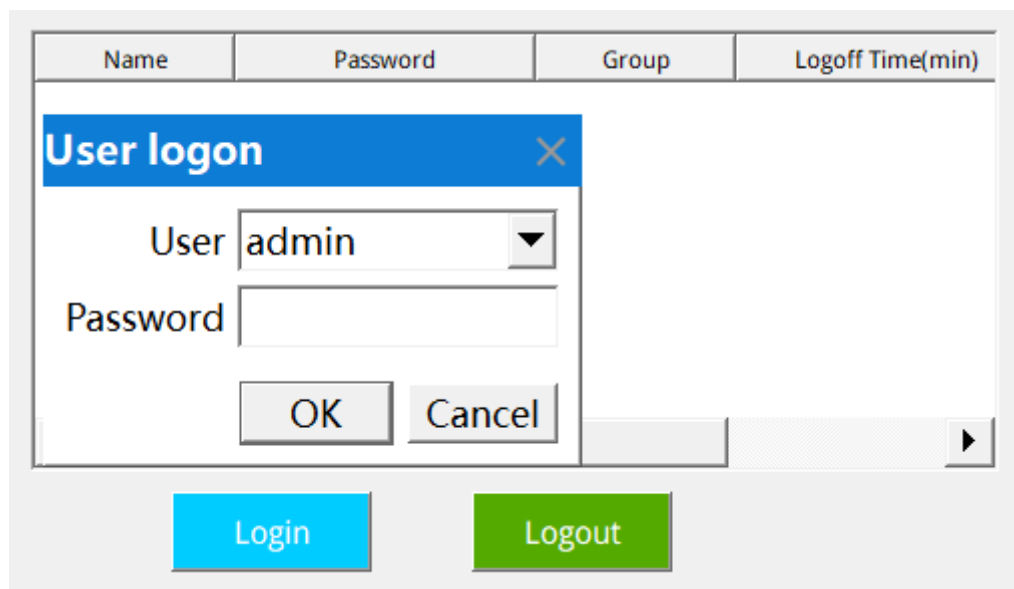 Name Password Group Logoff Time(min)
User logon
User admin
Password
OK Cancel
Login Logout